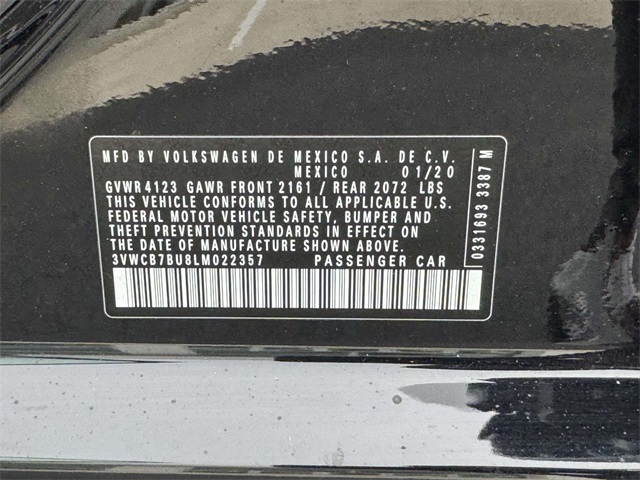 MFD BY VOLKSWAGEN DE MEXICO S.A. DE C.V.
MEXICO 01/20
GVWR 4123 GAWR FRONT 2161 / REAR 2072 LBS
THIS VEHICLE CONFORMS TO ALL APPLICABLE U.S.
FEDERAL MOTOR VEHICLE SAFETY, BUMPER AND
THEFT PREVENTION STANDARDS IN EFFECT ON
THE DATE OF MANUFACTURE SHOWN ABOVE.
3VWCB7BU8LM022357 PASSENGER CAR
0331693 3387 M